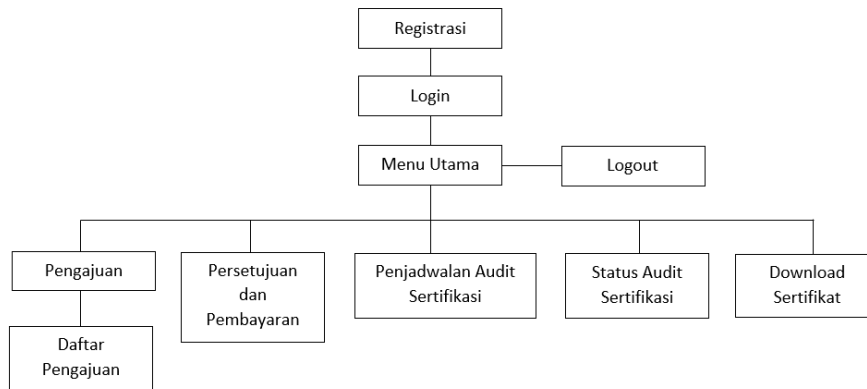 Registrasi
Login
Menu Utama
Logout
Pengajuan
Persetujuan
dan
Pembayaran
Penjadwalan Audit
Sertifikasi
Status Audit
Sertifikasi
Download
Sertifikat
Daftar
Pengajuan